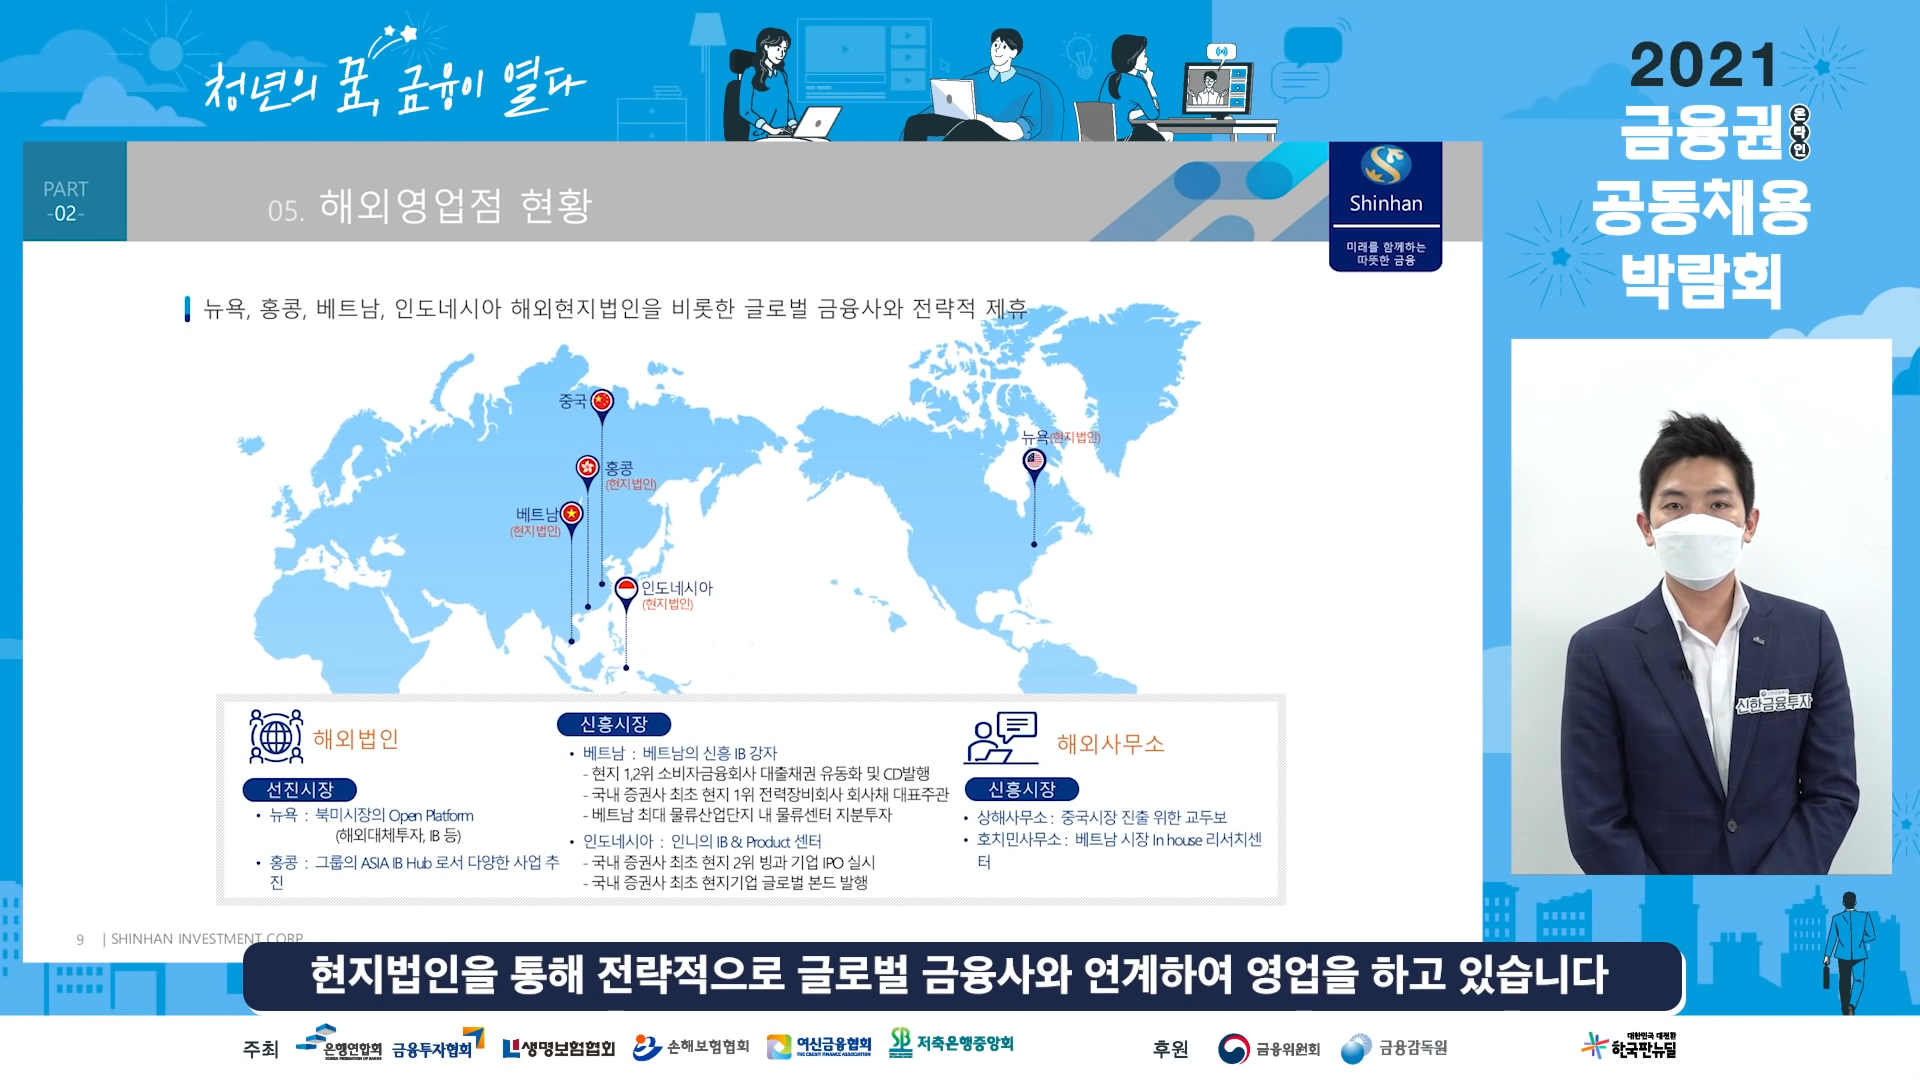 청년의 꿈, 금융이 열다
2021
금융권
온라인
공동채용
박람회
PART
-02-
05. 해외영업점 현황
Shinhan
미래를 함께하는
따뜻한 금융
뉴욕, 홍콩, 베트남, 인도네시아 해외현지법인을 비롯한 글로벌 금융사와 전략적 제휴
중국
홍콩
(현지법인)
베트남
(현지법인)
인도네시아
(현지법인)
뉴욕(현지법인)
해외법인
선진시장
• 뉴욕 : 북미시장의 Open Platform
(해외대체투자, IB 등)
• 홍콩 : 그룹의 ASIA IB Hub 로서 다양한 사업 추
진
신흥시장
• 베트남 : 베트남의 신흥 IB 강자
- 현지 1,2위 소비자금융회사 대출채권 유동화 및 CD발행
- 국내 증권사 최초 현지 1위 전력장비회사 회사채 대표주관
- 베트남 최대 물류산업단지 내 물류센터 지분투자
• 인도네시아 : 인니의 IB & Product 센터
- 국내 증권사 최초 현지 2위 빙과 기업 IPO 실시
- 국내 증권사 최초 현지기업 글로벌 본드 발행
해외사무소
신흥시장
• 상해사무소 : 중국시장 진출 위한 교두보
• 호치민사무소 : 베트남 시장 In house 리서치센
터
신한금융투자
9 | SHINHAN INVESTMENT CORP
현지법인을 통해 전략적으로 글로벌 금융사와 연계하여 영업을 하고 있습니다
주최
은행연합회
KOREA FEDERATION OF BANKS
금융투자협회
생명보험협회
손해보험협회
여신금융협회
THE CREDIT FINANCE ASSOCIATION
SB
저축은행중앙회
후원
금융위원회
금융감독원
대한민국 대전환
한국판뉴딜